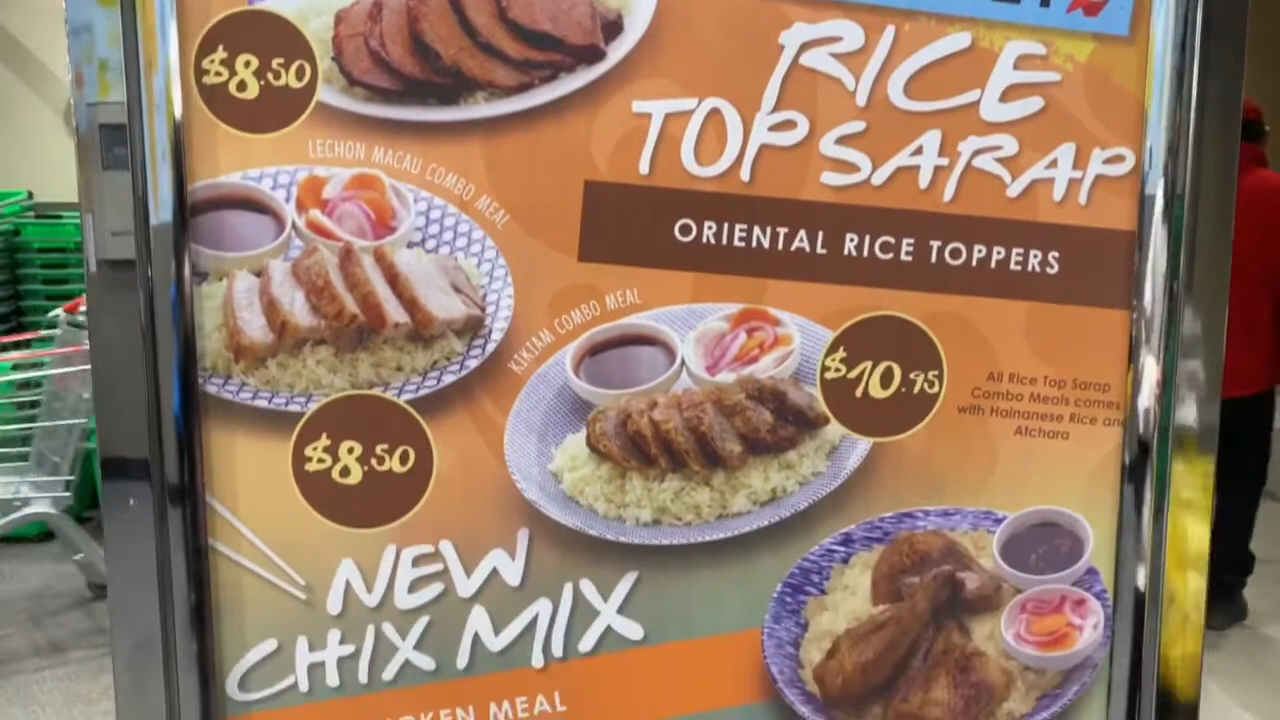 $8.50
RICE
TOP SARAP
LECHON MACAU COMBO MEAL
ORIENTAL RICE TOPPERS
KIKIAM COMBO MEAL
$10.95
All Rice Top Sarap
Combo Meals comes
with Hainanese Rice and
Atchara
$8.50
NEW
CHIX MIX
MEAL